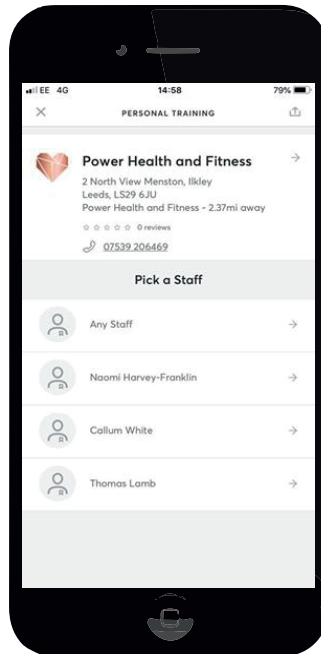 EE 4G 14:58 79%
PERSONAL TRAINING
Power Health and Fitness
2 North View Menston, Ilkley
Leeds, LS29 6JU
Power Health and Fitness - 2.37mi away
0 reviews
07539 206469
Pick a Staff
Any Staff
Naomi Harvey-Franklin
Callum White
Thomas Lamb